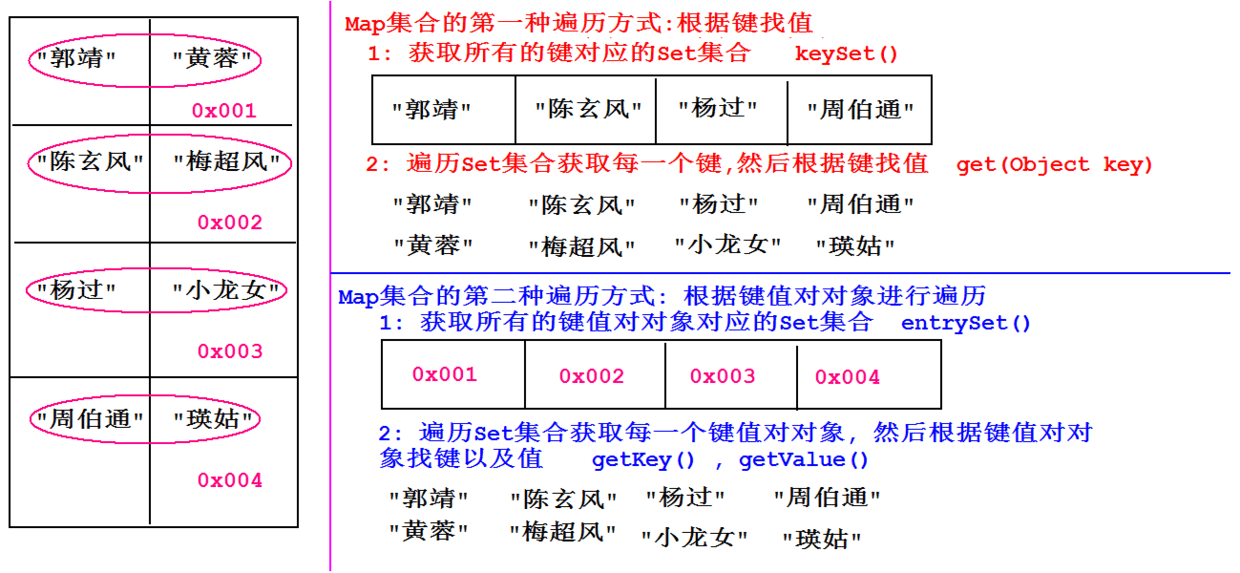 "郭靖" "黄蓉"
0x001
"陈玄风" "梅超风"
0x002
"杨过" "小龙女"
0x003
"周伯通" "瑛姑"
0x004
Map集合的第一种遍历方式:根据键找值
1: 获取所有的键对应的Set集合 keySet()
"郭靖" "陈玄风" "杨过" "周伯通"
2: 遍历Set集合获取每一个键,然后根据键找值 get(Object key)
"郭靖" "陈玄风" "杨过" "周伯通"
"黄蓉" "梅超风" "小龙女" "瑛姑"
Map集合的第二种遍历方式: 根据键值对对象进行遍历
1: 获取所有的键值对对象对应的Set集合 entrySet()
0x001 0x002 0x003 0x004
2: 遍历Set集合获取每一个键值对对象, 然后根据键值对对
象找键以及值 getKey() , getValue()
"郭靖" "陈玄风" "杨过" "周伯通"
"黄蓉" "梅超风" "小龙女" "瑛姑"